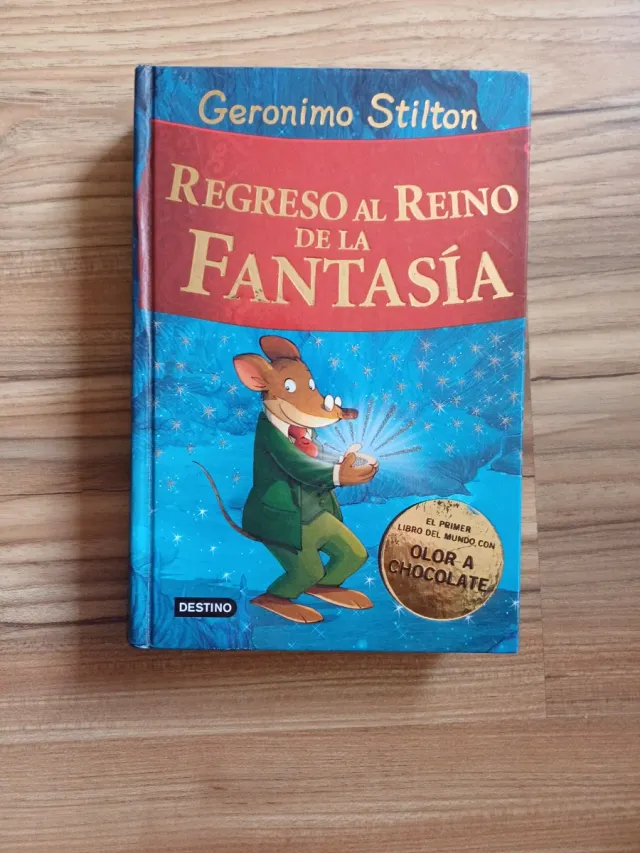 Geronimo Stilton
REGRESO AL REINO
DE LA
FANTASÍA
EL PRIMER
LIBRO DEL MUNDO CON
OLOR A
CHOCOLATE
DESTINO